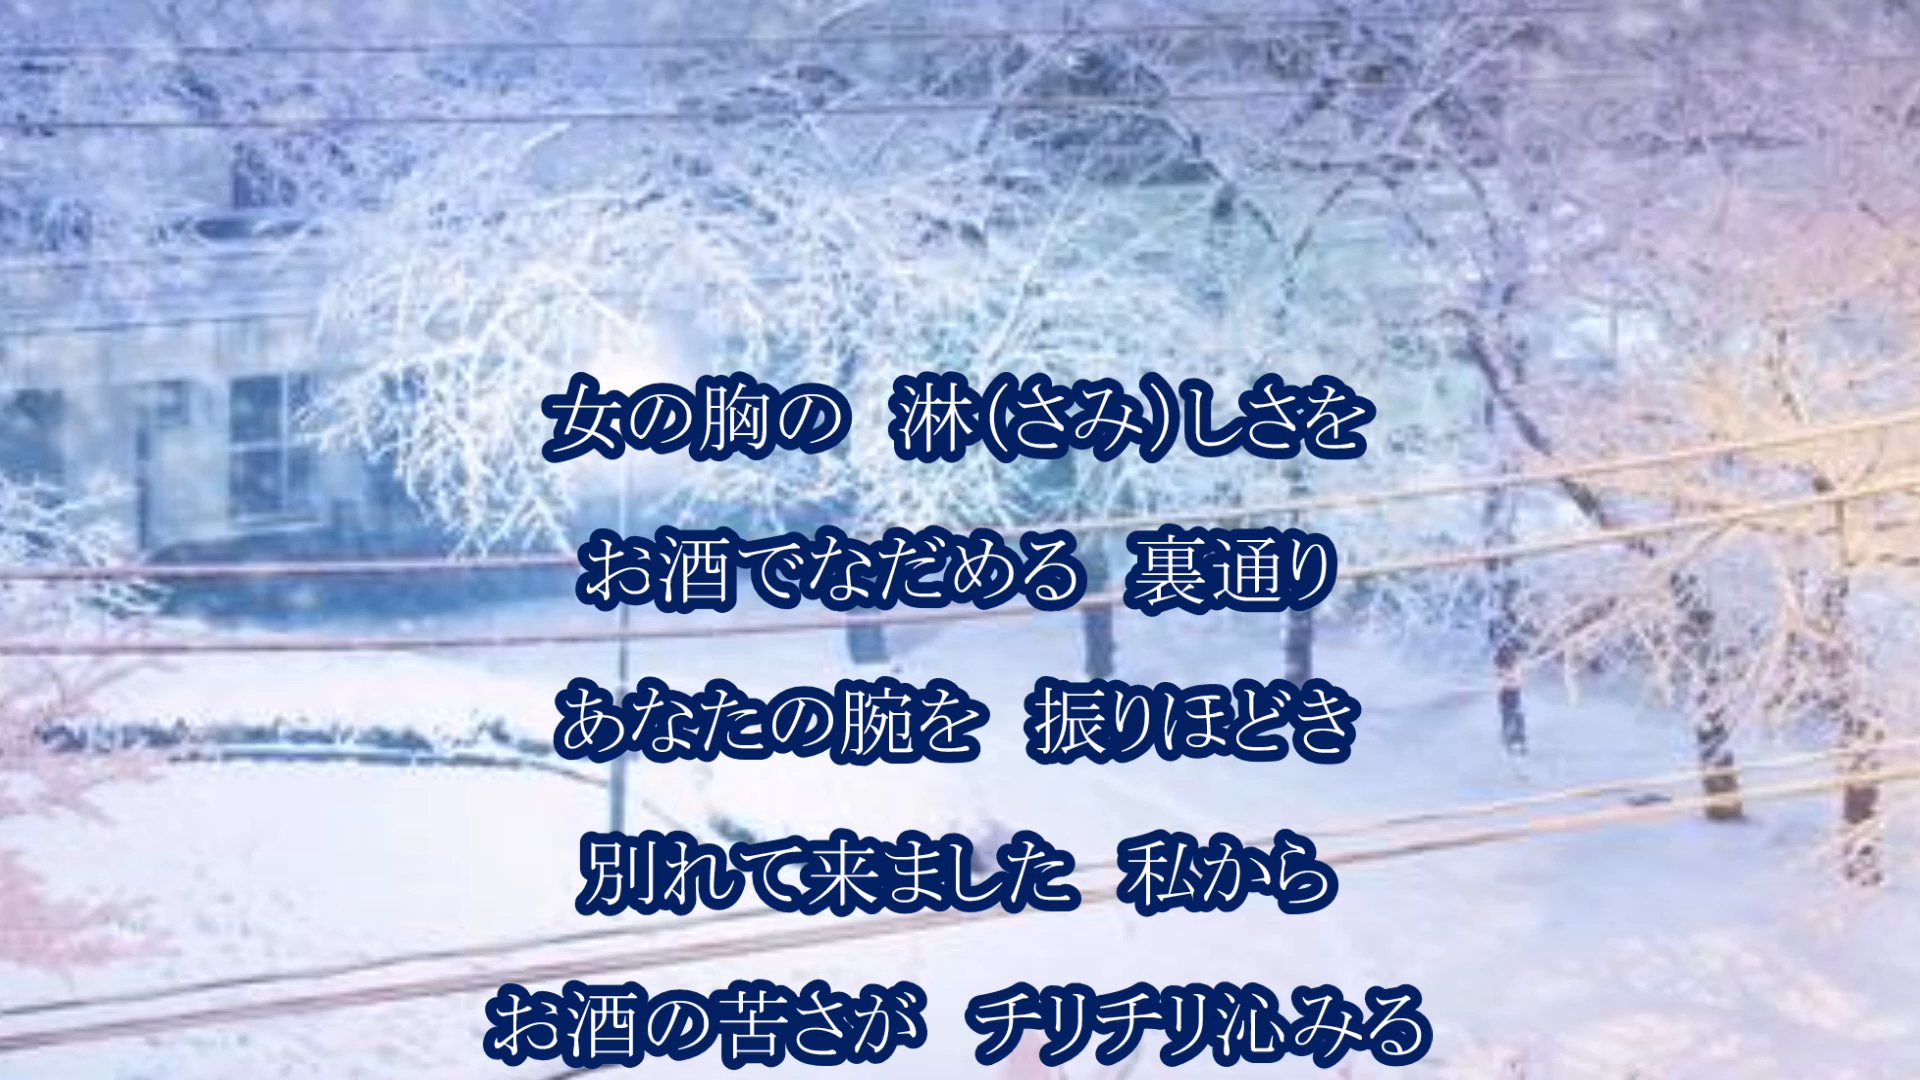 女の胸の　淋(さみ)しさを
お酒でなだめる　裏通り
あなたの腕を　振りほどき
別れて来ました　私から
お酒の苦さが　チリチリ沁みる